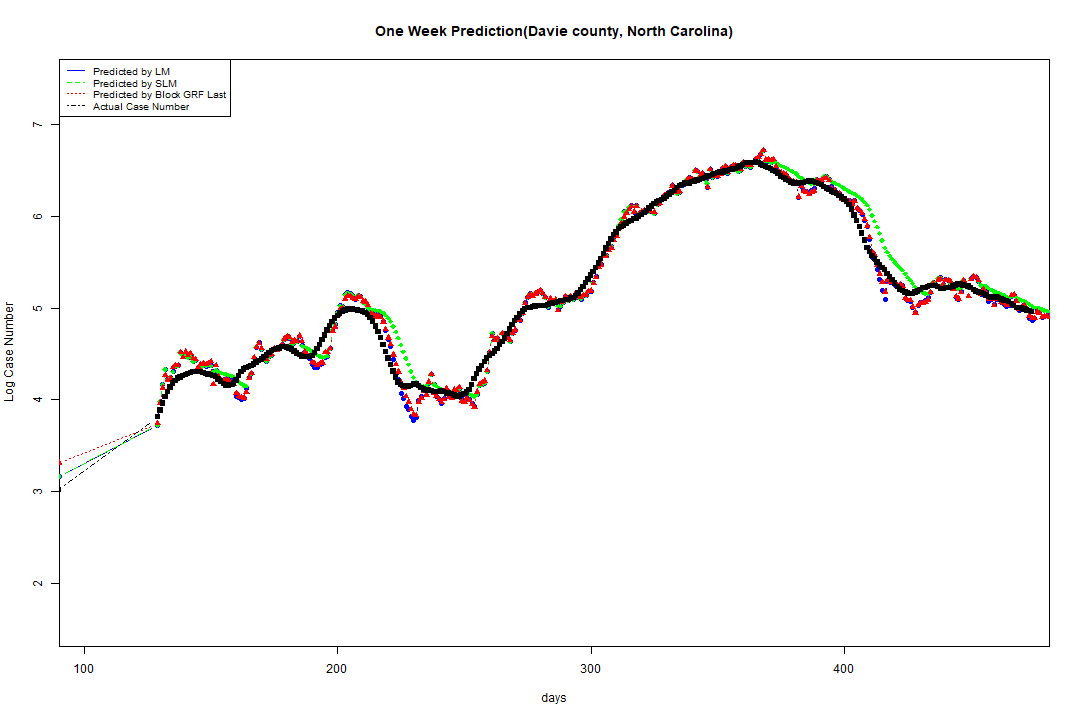 One Week Prediction(Davie county, North Carolina)
Predicted by LM
Predicted by SLM
Predicted by Block GRF Last
Actual Case Number
7
6
5
4
3
2
Log Case Number
100 200 300 400
days